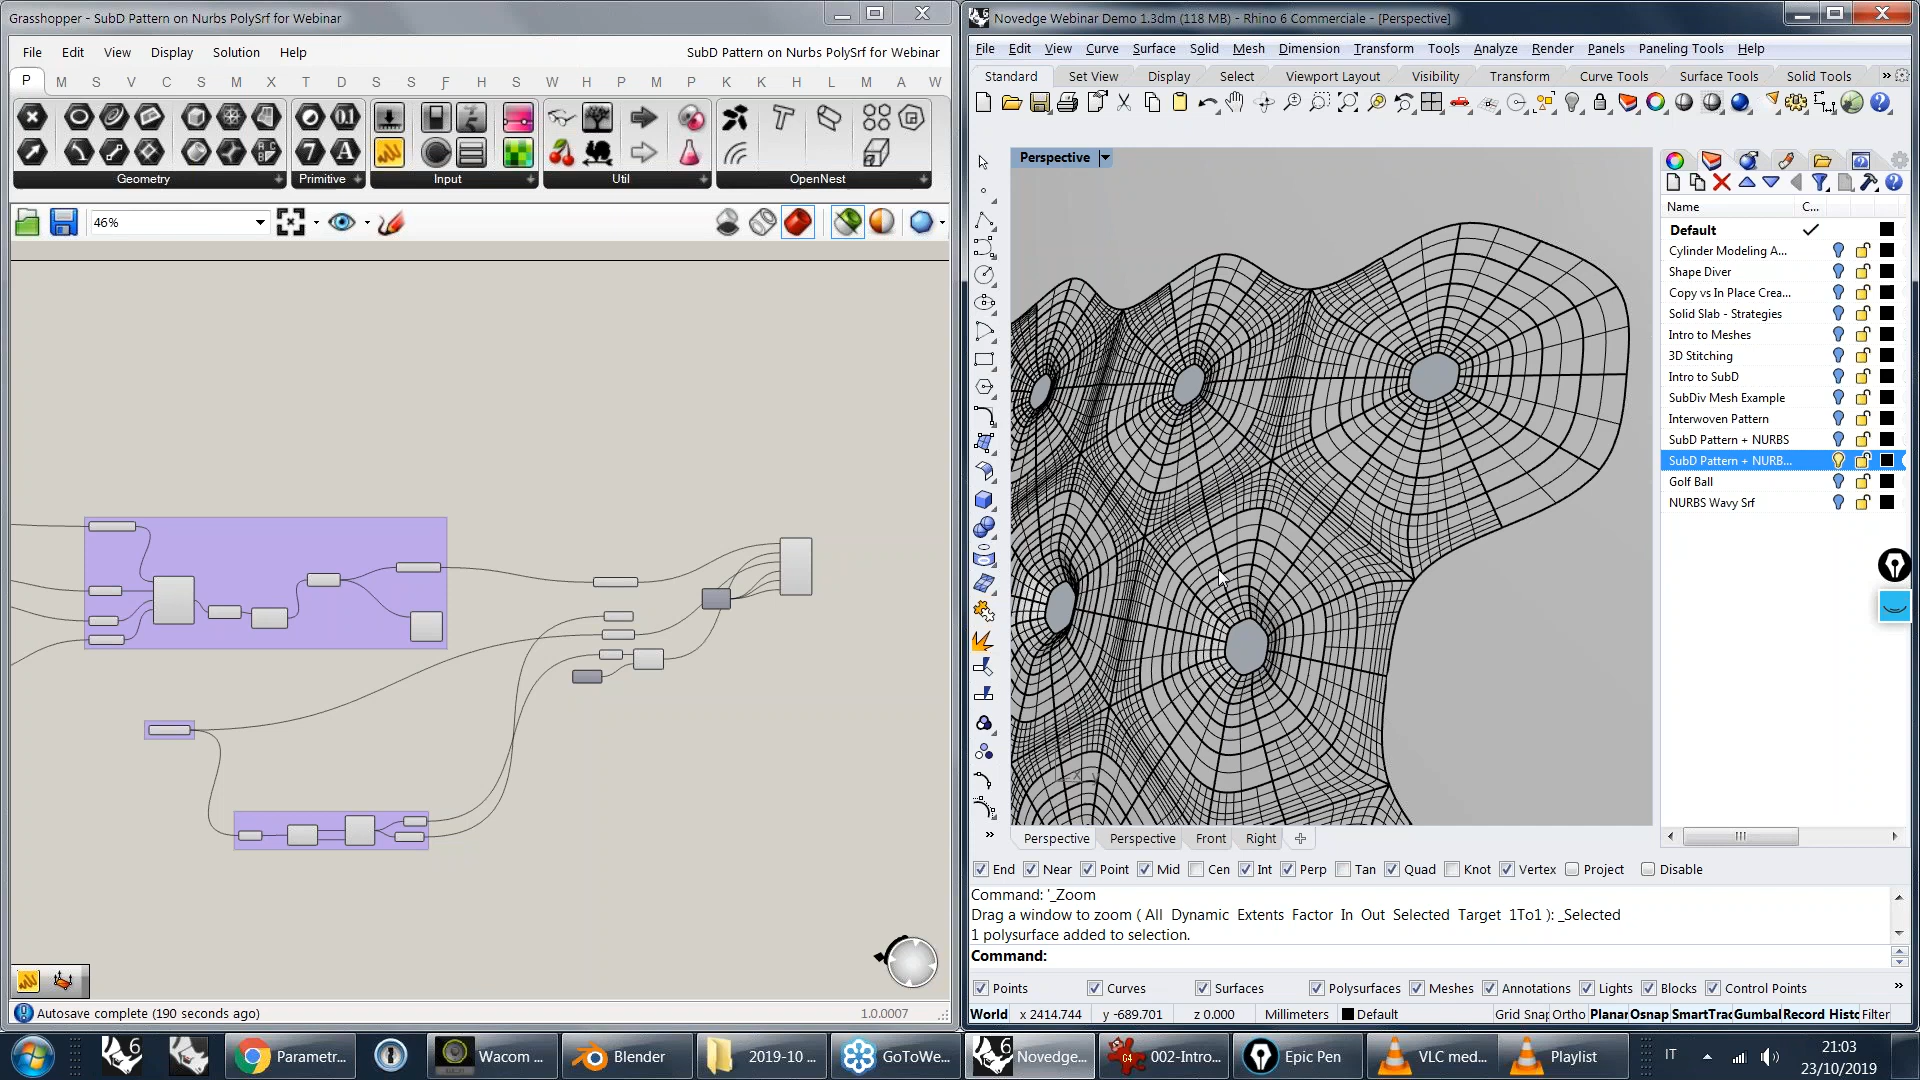 Grasshopper - SubD Pattern on Nurbs PolySrf for Webinar
File Edit View Display Solution Help
SubD Pattern on Nurbs PolySrf for Webinar
P M S V C S M X T D S S Ƒ H S W H P M P K K H L M A W
Geometry
Primitive
Input
Util
OpenNest
46%
Autosave complete (190 seconds ago)
1.0.0007
Novedge Webinar Demo 1.3dm (118 MB) - Rhino 6 Commerciale - [Perspective]
File Edit View Curve Surface Solid Mesh Dimension Transform Tools Analyze Render Panels Paneling Tools Help
Standard Set View Display Select Viewport Layout Visibility Transform Curve Tools Surface Tools Solid Tools
Perspective
Name C...
Default
Cylinder Modeling A...
Shape Diver
Copy vs In Place Crea...
Solid Slab - Strategies
Intro to Meshes
3D Stitching
Intro to SubD
SubDiv Mesh Example
Interwoven Pattern
SubD Pattern + NURBS
SubD Pattern + NURB...
Golf Ball
NURBS Wavy Srf
Perspective Perspective Front Right
End Near Point Mid Cen Int Perp Tan Quad Knot Vertex Project Disable
Command: '_Zoom
Drag a window to zoom ( All Dynamic Extents Factor In Out Selected Target 1To1 ): _Selected
1 polysurface added to selection.
Command:
Points Curves Surfaces Polysurfaces Meshes Annotations Lights Blocks Control Points
World x 2414.744 y -689.701 z 0.000 Millimeters Default Grid Snap Ortho Planar Osnap SmartTrac Gumbal Record Histo Filter
Parametr...
Wacom ...
Blender
2019-10 ...
GoToWe...
Novedge...
002-Intro...
Epic Pen
VLC med...
Playlist
IT
21:03
23/10/2019